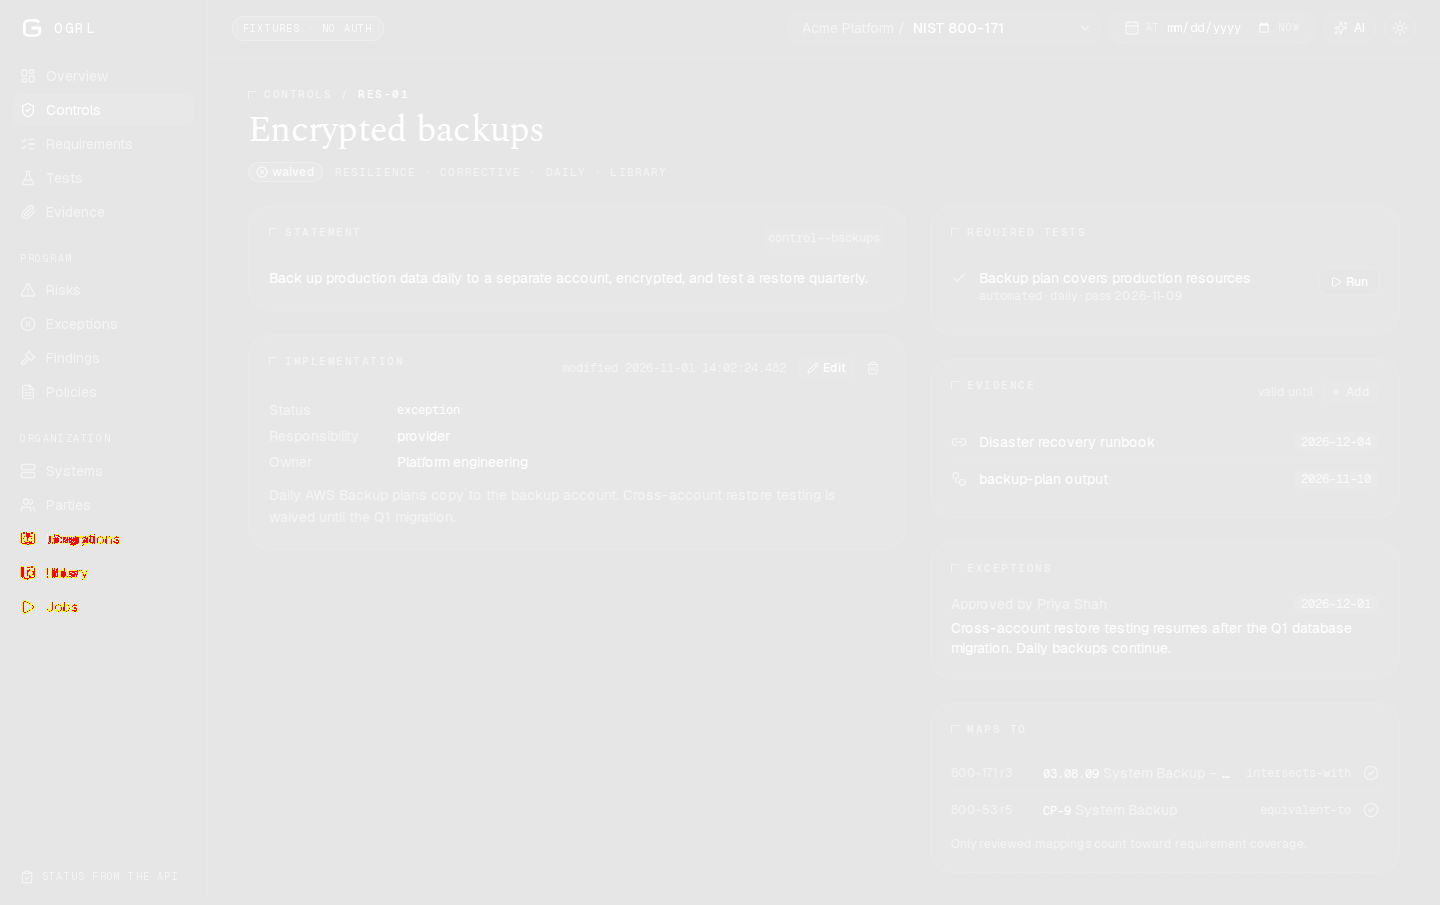 OGRL
FIXTURES NO AUTH
Acme Platform / NIST 800-171
AT mm/dd/yyyy NOW
AI
Overview
Controls
Requirements
Tests
Evidence
PROGRAM
Risks
Exceptions
Findings
Policies
ORGANIZATION
Systems
Parties
Jobs
STATUS FROM THE API
CONTROLS / RES-01
Encrypted backups
waived RESILIENCE · CORRECTIVE · DAILY · LIBRARY
STATEMENT
control--backups
Back up production data daily to a separate account, encrypted, and test a restore quarterly.
IMPLEMENTATION
modified 2026-11-01 14:02:24.482 Edit
Status exception
Responsibility provider
Owner Platform engineering
Daily AWS Backup plans copy to the backup account. Cross-account restore testing is
waived until the Q1 migration.
REQUIRED TESTS
Backup plan covers production resources
automated · daily · pass 2026-11-09
Run
EVIDENCE
valid until Add
Disaster recovery runbook 2026-12-04
backup-plan output 2026-11-10
EXCEPTIONS
Approved by Priya Shah 2026-12-01
Cross-account restore testing resumes after the Q1 database
migration. Daily backups continue.
MAPS TO
800-171r3 03.08.09 System Backup – … intersects-with
800-53r5 CP-9 System Backup equivalent-to
Only reviewed mappings count toward requirement coverage.